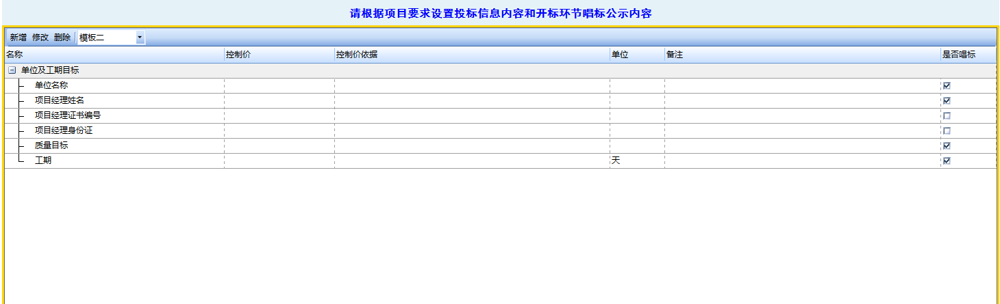 请根据项目要求设置投标信息内容和开标环节唱标公示内容
新增 修改 删除 模板二
名称 控制价 控制价依据 单位 备注 是否唱标
单位及工期目标
单位名称
项目经理姓名
项目经理证书编号
项目经理身份证
质量目标
工期 天